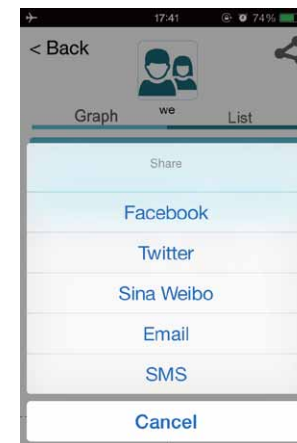 17:41 74%
< Back
we
Graph List
Share
Facebook
Twitter
Sina Weibo
Email
SMS
Cancel